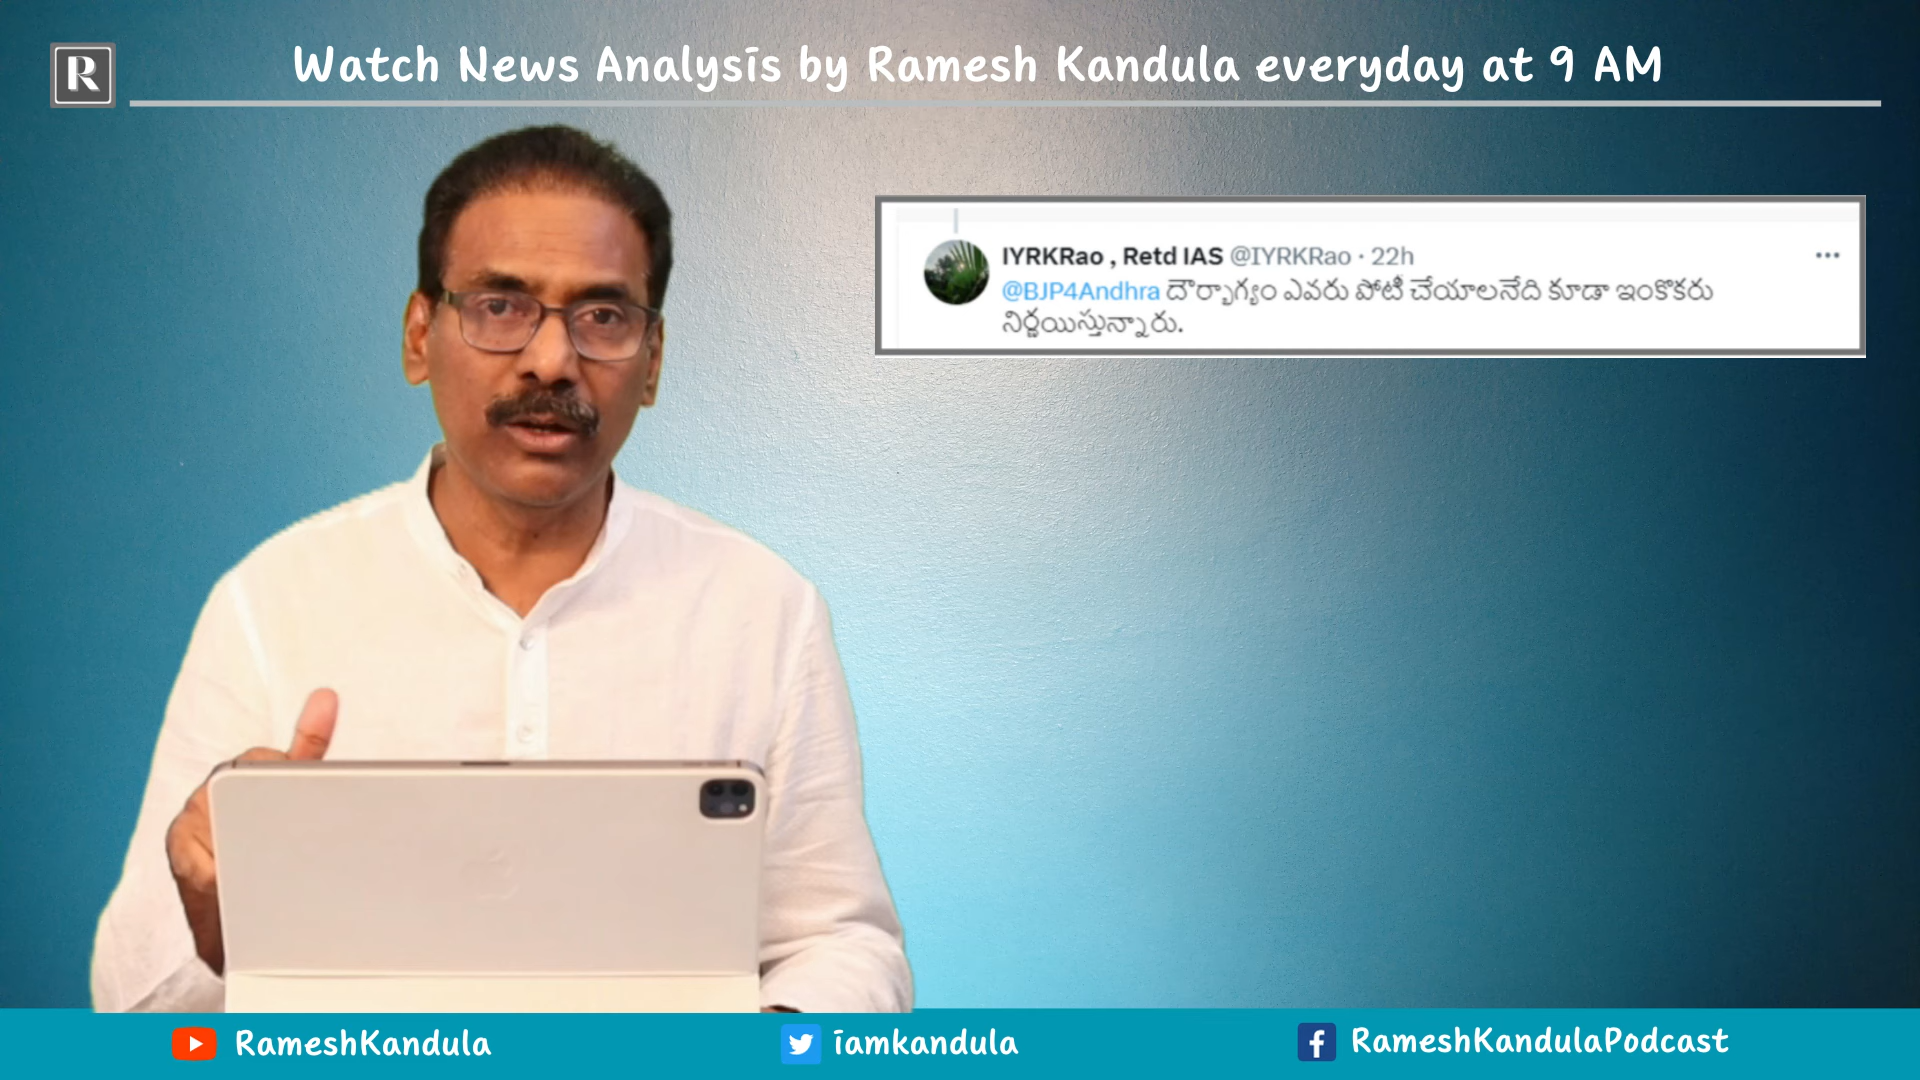 R
Watch News Analysis by Ramesh Kandula everyday at 9 AM
IYRKRao , Retd IAS @IYRKRao · 22h
@BJP4Andhra దౌర్భాగ్యం ఎవరు పోటీ చేయాలనేది కూడా ఇంకొకరు
నిర్ణయిస్తున్నారు.
RameshKandula
iamkandula
RameshKandulaPodcast